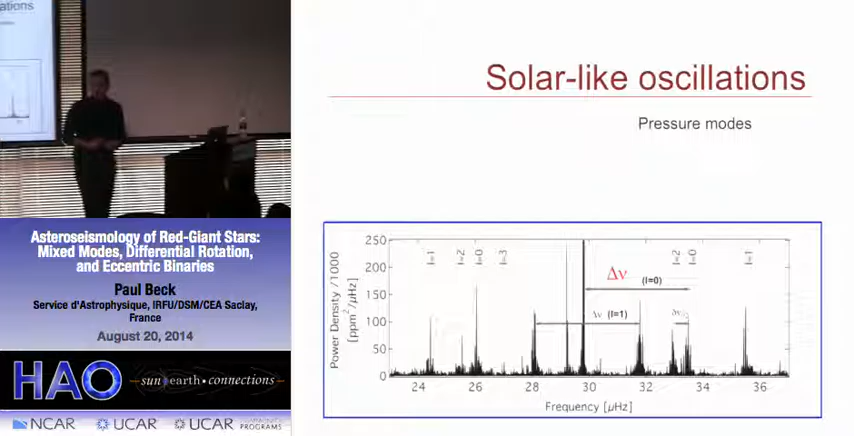 ations
Solar-like oscillations
Pressure modes
Asteroseismology of Red-Giant Stars:
Mixed Modes, Differential Rotation,
and Eccentric Binaries
Paul Beck
Service d'Astrophysique, IRFU/DSM/CEA Saclay,
France
August 20, 2014
HAO
sun earth • connections
NCAR UCAR UCAR
PROGRAMS
Power Density /1000
[ppm²/μHz]
250
200
150
100
50
0
l=1 l=2 l=0 l=3 l=2 l=0 l=1
Δν (l=0)
Δν (l=1)
24 26 28 30 32 34 36
Frequency [μHz]